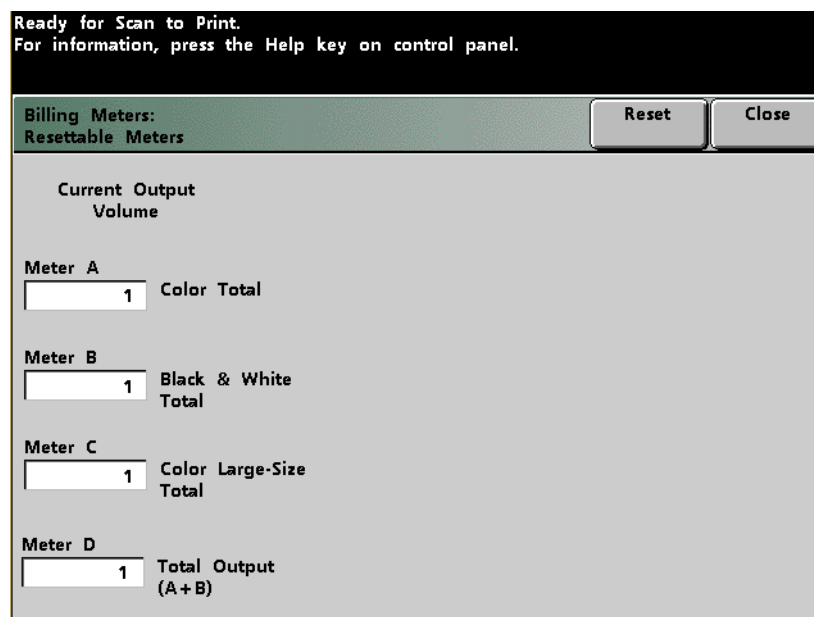 Ready for Scan to Print.
For information, press the Help key on control panel.
Billing Meters:
Resettable Meters
Reset
Close
Current Output
Volume
Meter A
1 Color Total
Meter B
1 Black & White
Total
Meter C
1 Color Large-Size
Total
Meter D
1 Total Output
(A+B)